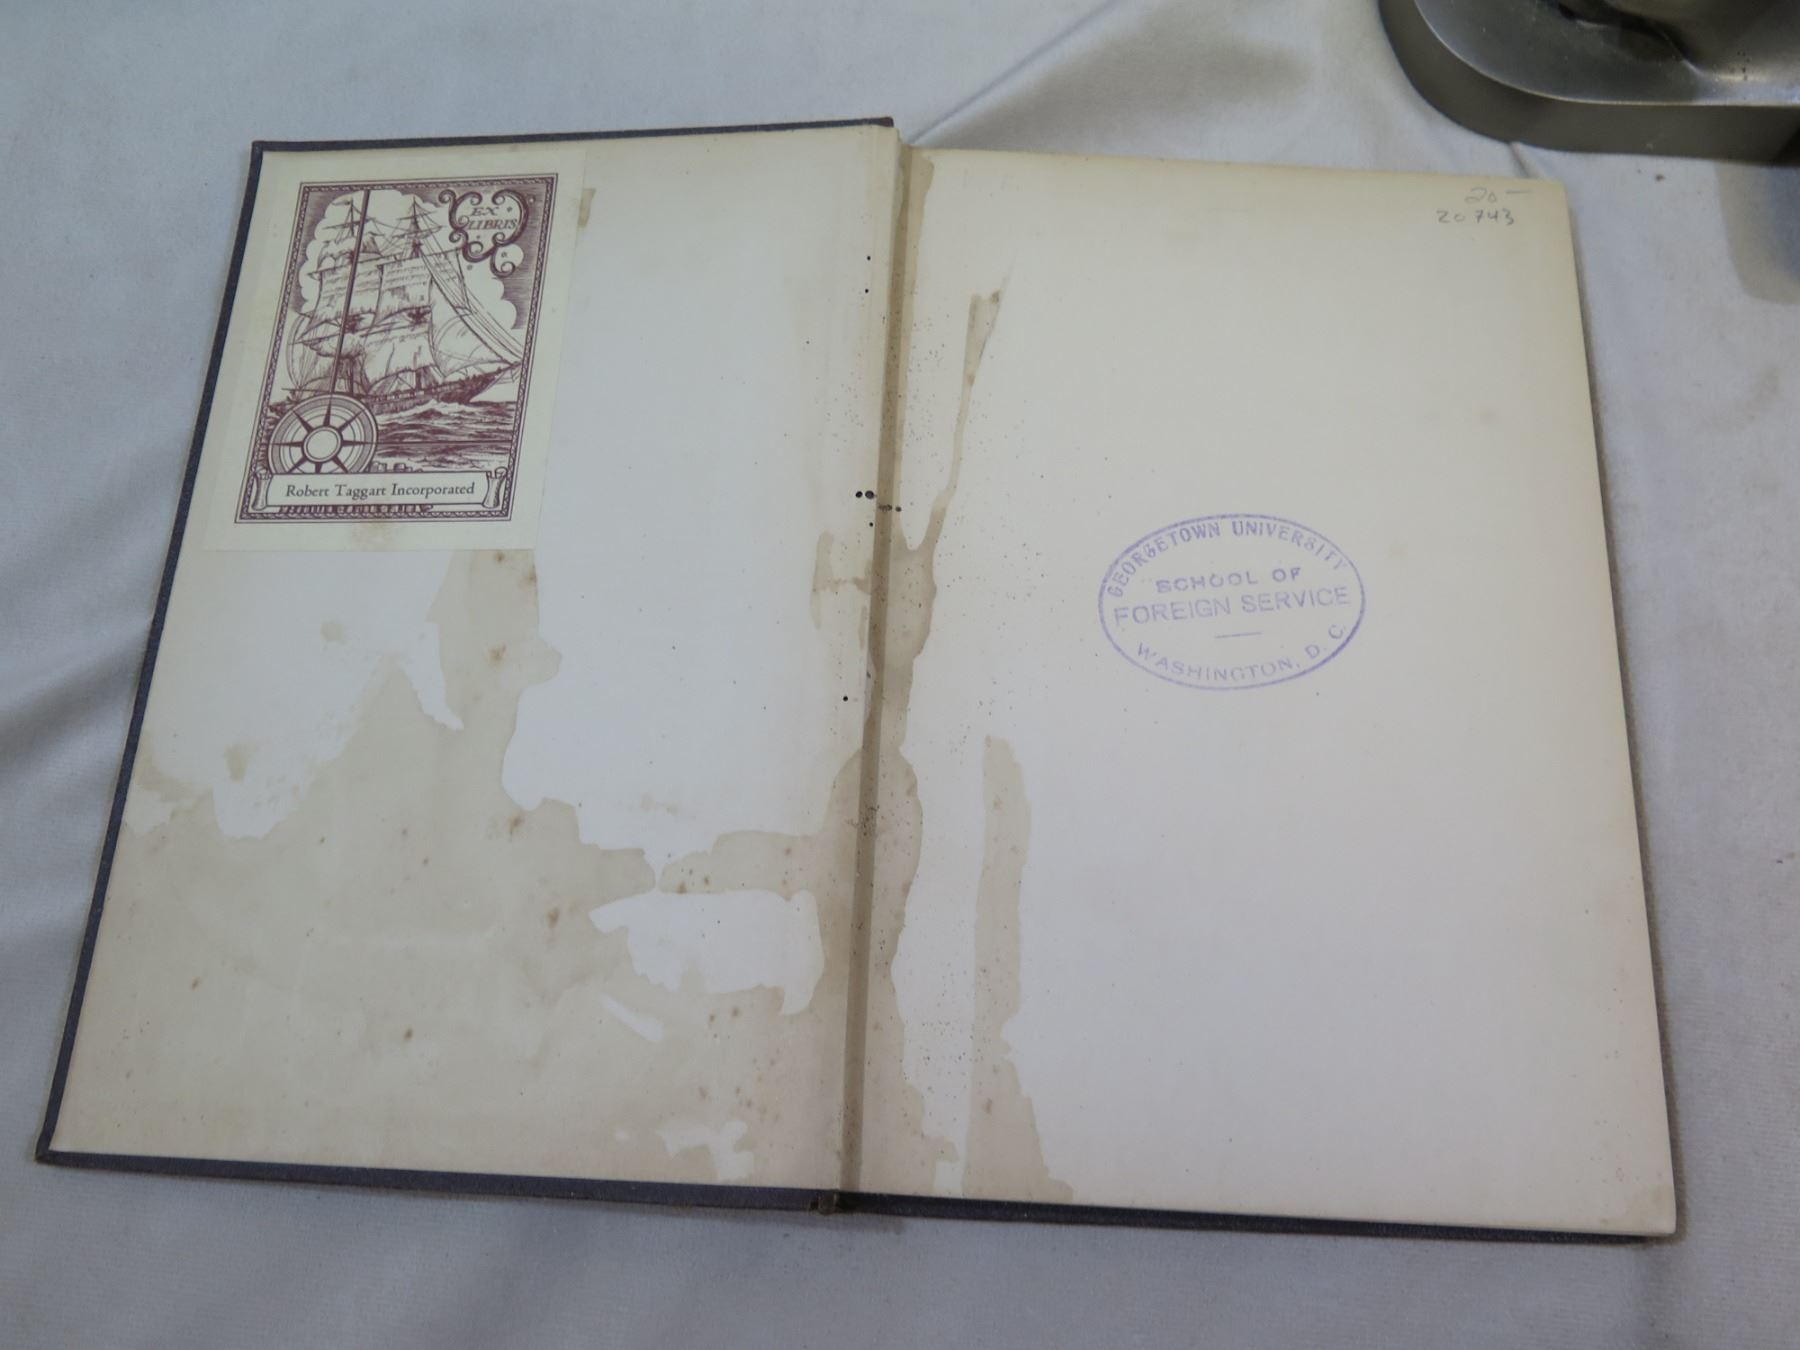 EX
LIBRIS
Robert Taggart Incorporated
20 —
20743
GEORGETOWN UNIVERSITY
SCHOOL OF
FOREIGN SERVICE
WASHINGTON, D. C.